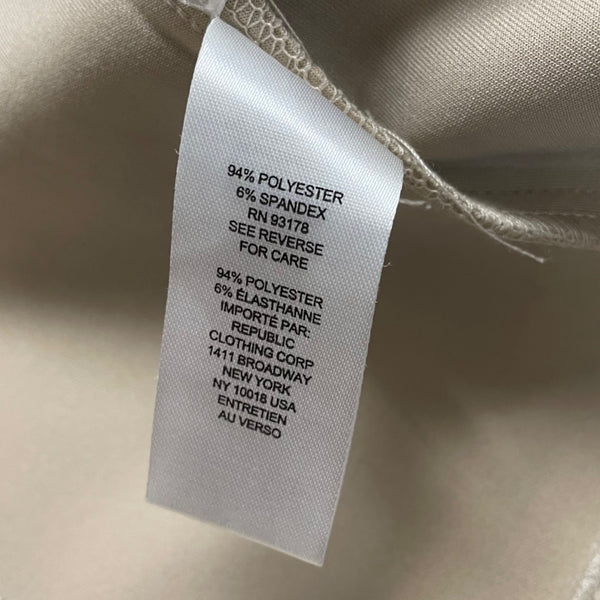 94% POLYESTER
6% SPANDEX
RN 93178
SEE REVERSE
FOR CARE
94% POLYESTER
6% ÉLASTHANNE
IMPORTÉ PAR:
REPUBLIC
CLOTHING CORP
1411 BROADWAY
NEW YORK
NY 10018 USA
ENTRETIEN
AU VERSO